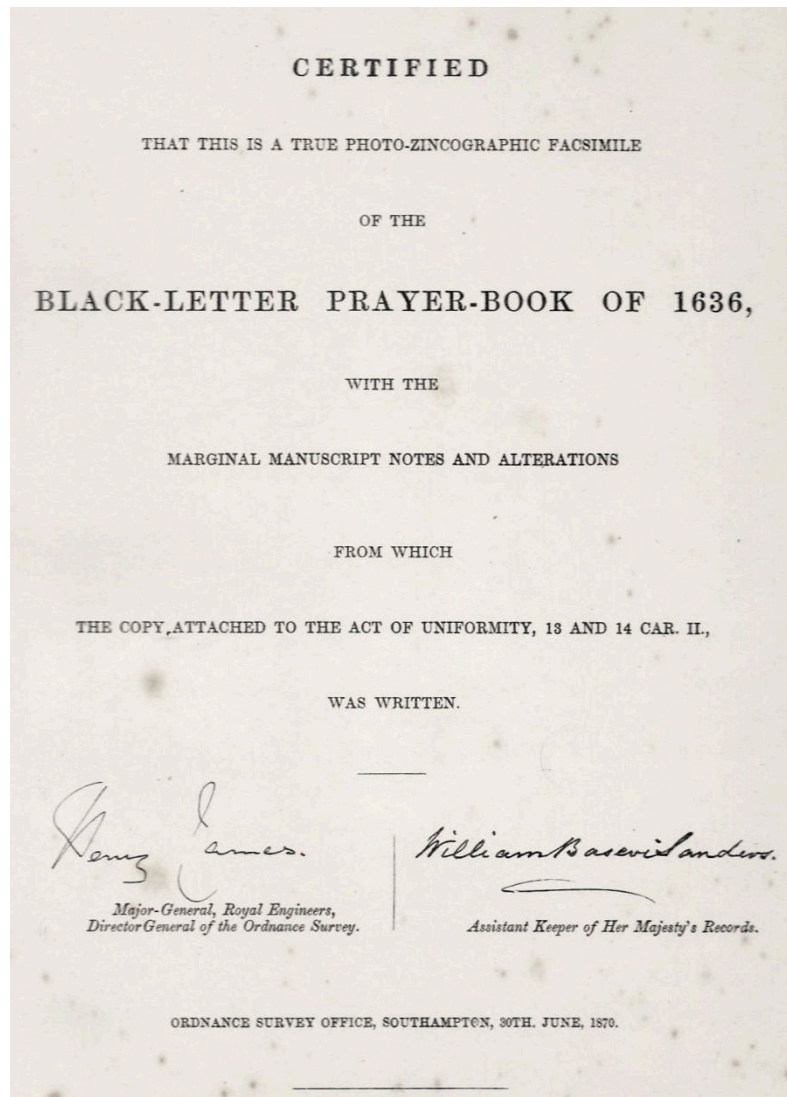 CERTIFIED
THAT THIS IS A TRUE PHOTO-ZINCOGRAPHIC FACSIMILE
OF THE
BLACK-LETTER PRAYER-BOOK OF 1636,
WITH THE
MARGINAL MANUSCRIPT NOTES AND ALTERATIONS
FROM WHICH
THE COPY ATTACHED TO THE ACT OF UNIFORMITY, 13 AND 14 CAR. II.,
WAS WRITTEN.
Henry James.
Major-General, Royal Engineers,
Director General of the Ordnance Survey.
William Basevi Sanders.
Assistant Keeper of Her Majesty's Records.
ORDNANCE SURVEY OFFICE, SOUTHAMPTON, 30TH. JUNE, 1870.